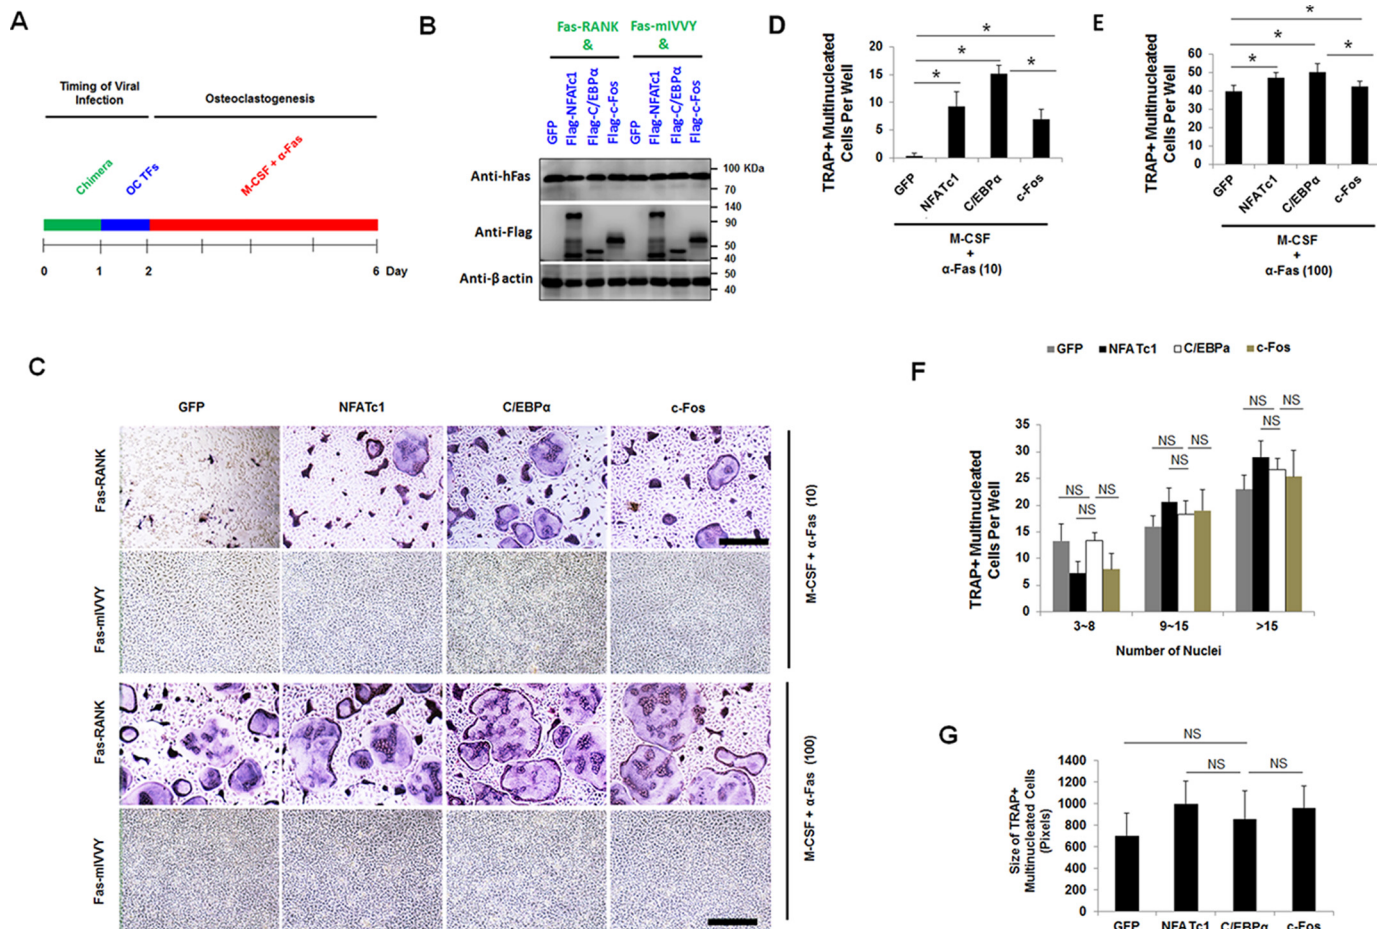 A
Timing of Viral
Infection
Osteoclastogenesis
Chimera
OC TFs
M-CSF + α-Fas
0 1 2 6 Day
B
Fas-RANK Fas-mIVVY
& &
GFP Flag-NFATc1 Flag-C/EBPα Flag-c-Fos GFP Flag-NFATc1 Flag-C/EBPα Flag-c-Fos
Anti-hFas
100 KDa
70
Anti-Flag
140
90
50
40
Anti-β actin
50
40
C
GFP NFATc1 C/EBPα c-Fos
Fas-RANK
Fas-mIVVY
M-CSF + α-Fas (10)
Fas-RANK
Fas-mIVVY
M-CSF + α-Fas (100)
D
TRAP+ Multinucleated
Cells Per Well
20
15
10
5
0
* * * *
GFP NFATc1 C/EBPα c-Fos
M-CSF
+
α-Fas (10)
E
TRAP+ Multinucleated
Cells Per Well
60
50
40
30
20
10
0
* * * *
GFP NFATc1 C/EBPα c-Fos
M-CSF
+
α-Fas (100)
F
GFP NFATc1 C/EBPa c-Fos
TRAP+ Multinucleated
Cells Per Well
35
30
25
20
15
10
5
0
NS NS NS
NS NS NS
NS NS NS
3~8 9~15 >15
Number of Nuclei
G
Size of TRAP+
Multinucleated Cells
(Pixels)
1400
1200
1000
800
600
400
200
0
NS
NS NS
GFP NFATc1 C/EBPα c-Fos